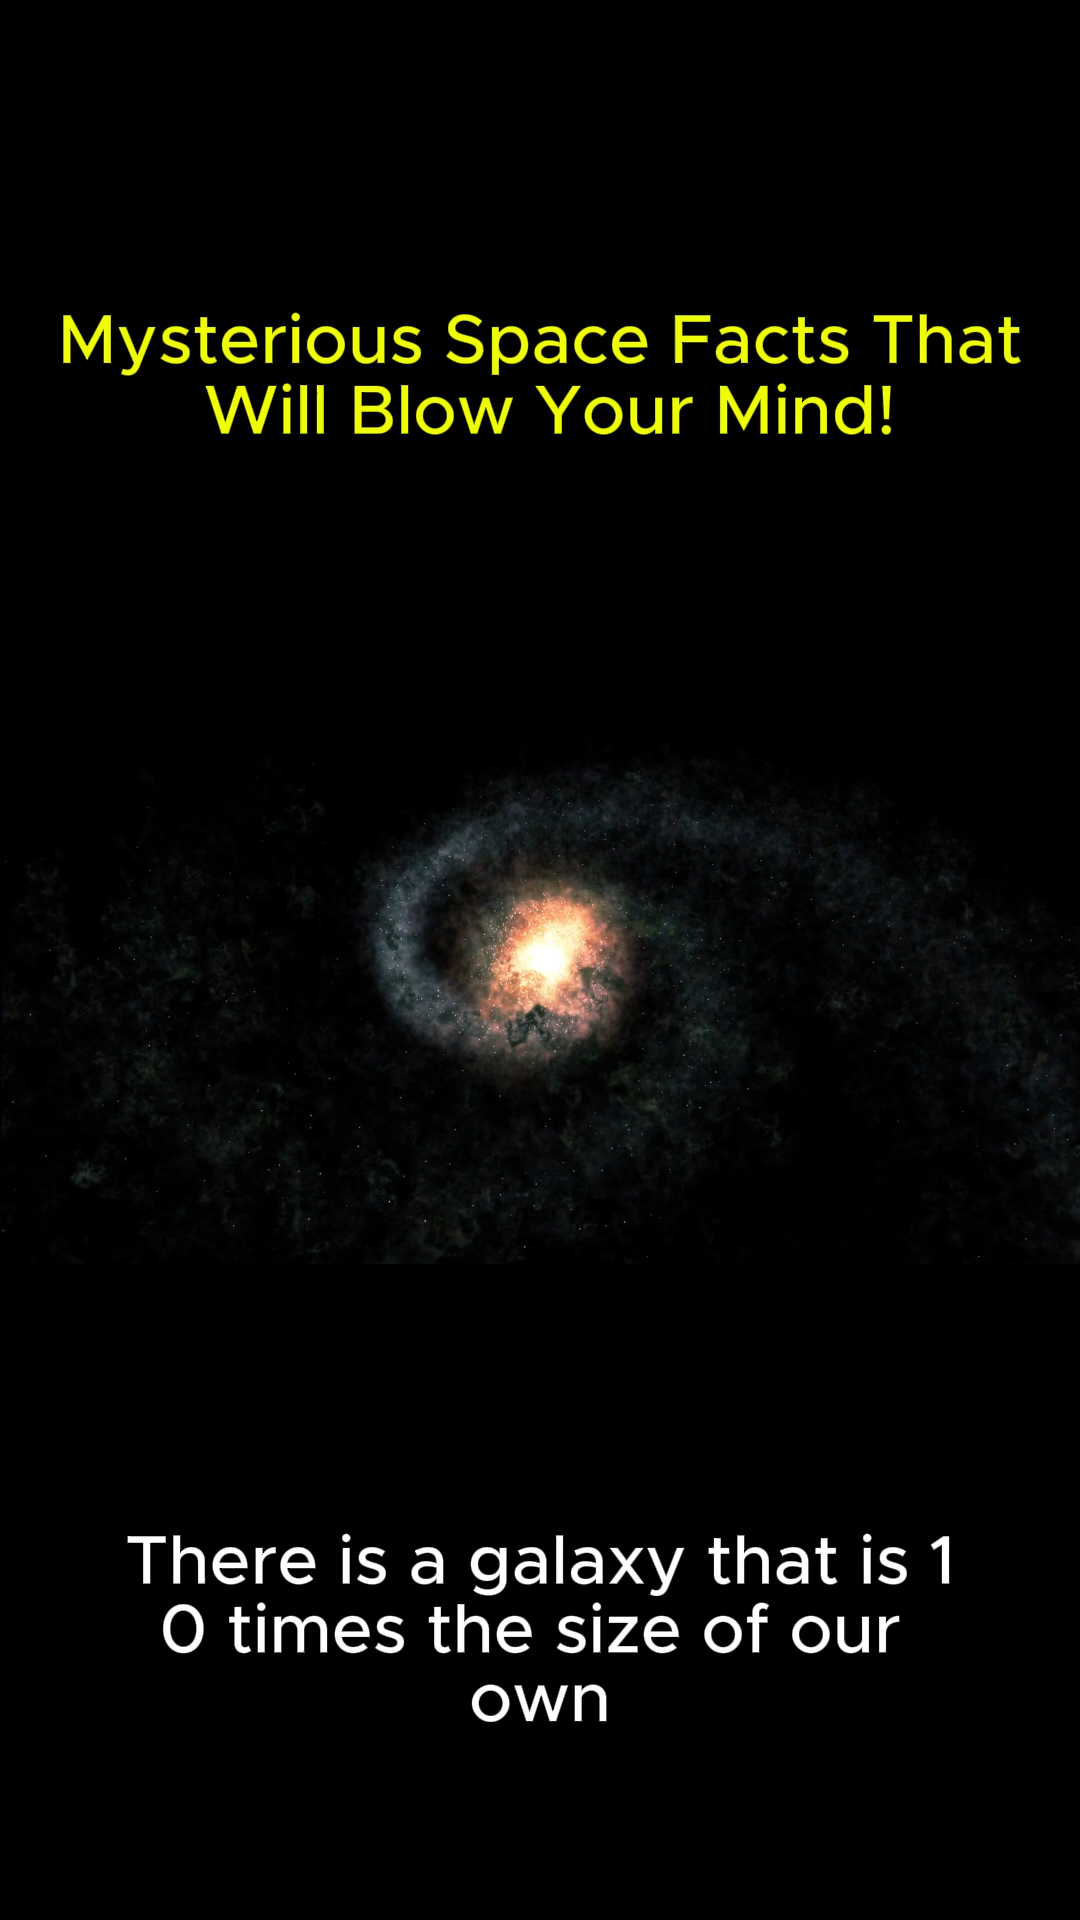 Mysterious Space Facts That
Will Blow Your Mind!
There is a galaxy that is 1
0 times the size of our
own